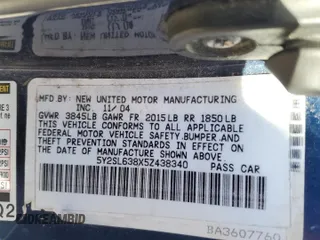 MFD BY NEW UNITED MOTOR MANUFACTURING
INC. 11/04
GVWR 3845LB GAWR FR 2015LB RR 1850LB
THIS VEHICLE CONFORMS TO ALL APPLICABLE
FEDERAL MOTOR VEHICLE SAFETY,BUMPER,AND
THEFT PREVENTION STANDARDS IN EFFECT ON
THE DATE OF MANUFACTURE SHOWN ABOVE.
5Y2SL638X5Z438340 PASS CAR
BA3607760